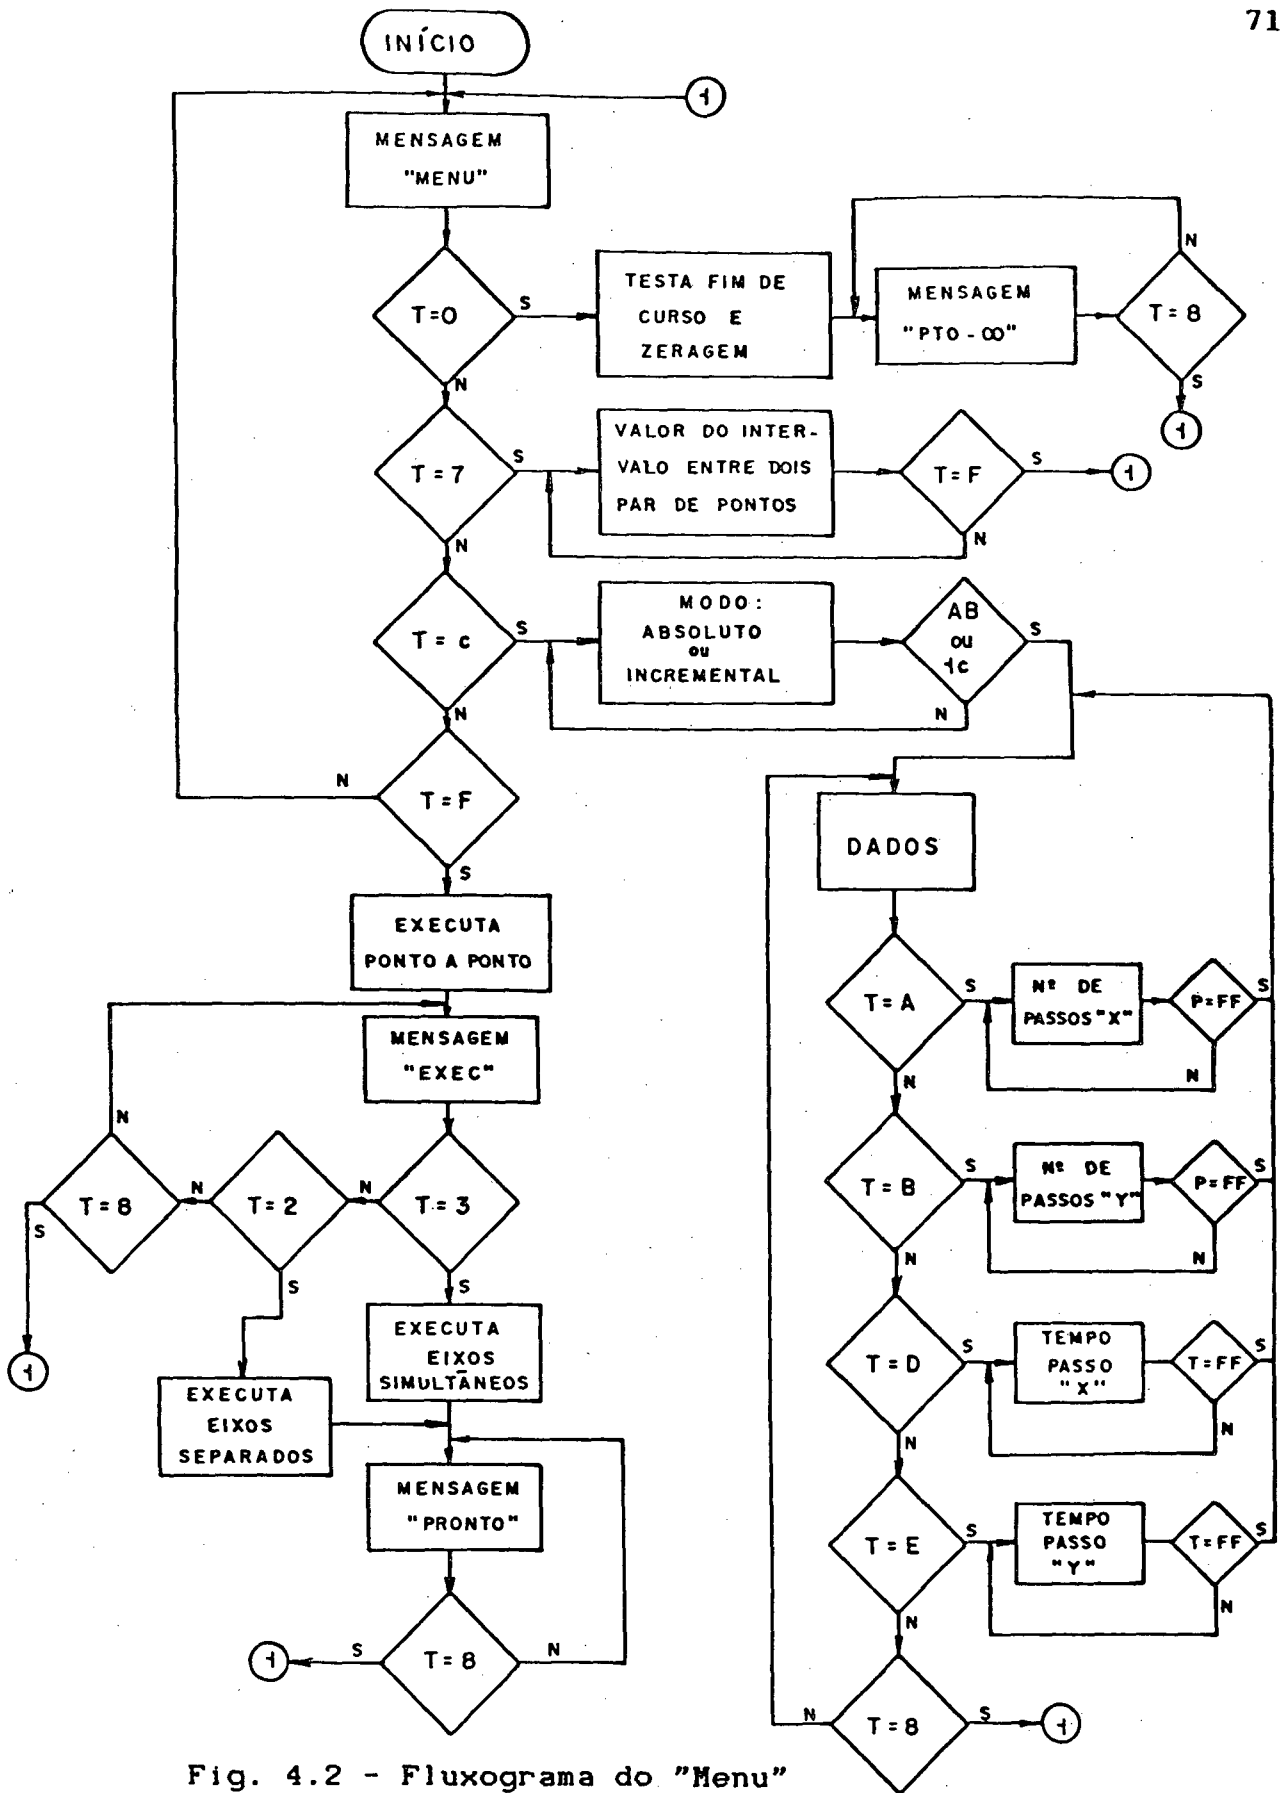 71
INÍCIO
1
MENSAGEM
"MENU"
T=0
S
N
TESTA FIM DE
CURSO E
ZERAGEM
MENSAGEM
"PTO-00"
T=8
N
S
1
T=7
S
N
VALOR DO INTER-
VALO ENTRE DOIS
PAR DE PONTOS
T=F
S
1
N
T=c
S
N
MODO:
ABSOLUTO
ou
INCREMENTAL
AB
ou
1c
S
N
T=F
N
S
EXECUTA
PONTO A PONTO
MENSAGEM
"EXEC"
T=3
N
S
T=2
N
S
T=8
N
S
1
EXECUTA
EIXOS
SIMULTÂNEOS
EXECUTA
EIXOS
SEPARADOS
MENSAGEM
"PRONTO"
T=8
S
N
1
DADOS
T=A
S
N
Nº DE
PASSOS "X"
P=FF
S
N
T=B
S
N
Nº DE
PASSOS "Y"
P=FF
S
N
T=D
S
N
TEMPO
PASSO
"X"
T=FF
S
N
T=E
S
N
TEMPO
PASSO
"Y"
T=FF
S
N
T=8
N
S
1
Fig. 4.2 - Fluxograma do "Menu"